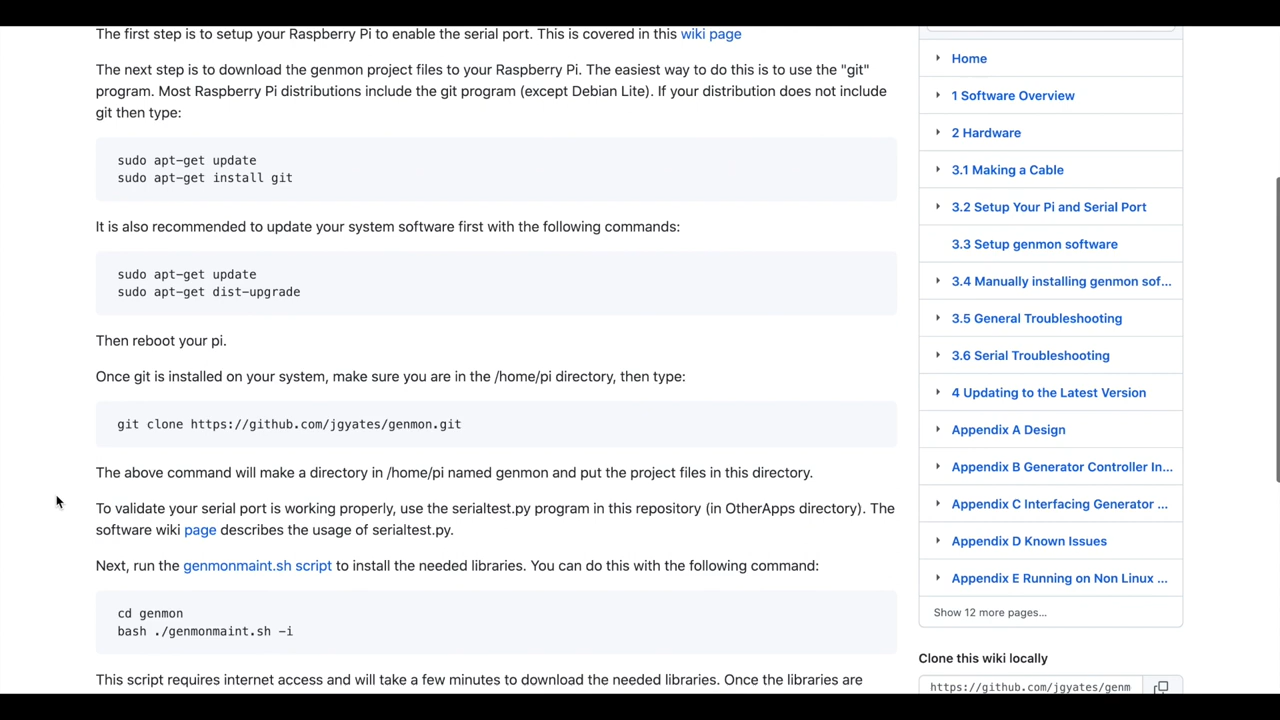 The first step is to setup your Raspberry Pi to enable the serial port. This is covered in this wiki page
The next step is to download the genmon project files to your Raspberry Pi. The easiest way to do this is to use the "git"
program. Most Raspberry Pi distributions include the git program (except Debian Lite). If your distribution does not include
git then type:
sudo apt-get update
sudo apt-get install git
It is also recommended to update your system software first with the following commands:
sudo apt-get update
sudo apt-get dist-upgrade
Then reboot your pi.
Once git is installed on your system, make sure you are in the /home/pi directory, then type:
git clone https://github.com/jgyates/genmon.git
The above command will make a directory in /home/pi named genmon and put the project files in this directory.
To validate your serial port is working properly, use the serialtest.py program in this repository (in OtherApps directory). The
software wiki page describes the usage of serialtest.py.
Next, run the genmonmaint.sh script to install the needed libraries. You can do this with the following command:
cd genmon
bash ./genmonmaint.sh -i
This script requires internet access and will take a few minutes to download the needed libraries. Once the libraries are
Home
1 Software Overview
2 Hardware
3.1 Making a Cable
3.2 Setup Your Pi and Serial Port
3.3 Setup genmon software
3.4 Manually installing genmon sof...
3.5 General Troubleshooting
3.6 Serial Troubleshooting
4 Updating to the Latest Version
Appendix A Design
Appendix B Generator Controller In...
Appendix C Interfacing Generator ...
Appendix D Known Issues
Appendix E Running on Non Linux ...
Show 12 more pages...
Clone this wiki locally
https://github.com/jgyates/genm